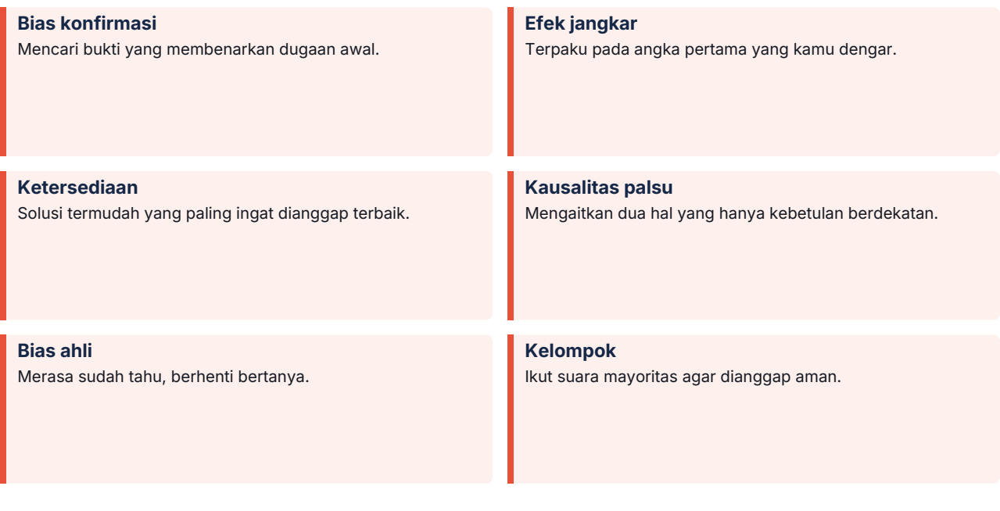 Bias konfirmasi
Mencari bukti yang membenarkan dugaan awal.
Efek jangkar
Terpaku pada angka pertama yang kamu dengar.
Ketersediaan
Solusi termudah yang paling ingat dianggap terbaik.
Kausalitas palsu
Mengaitkan dua hal yang hanya kebetulan berdekatan.
Bias ahli
Merasa sudah tahu, berhenti bertanya.
Kelompok
Ikut suara mayoritas agar dianggap aman.